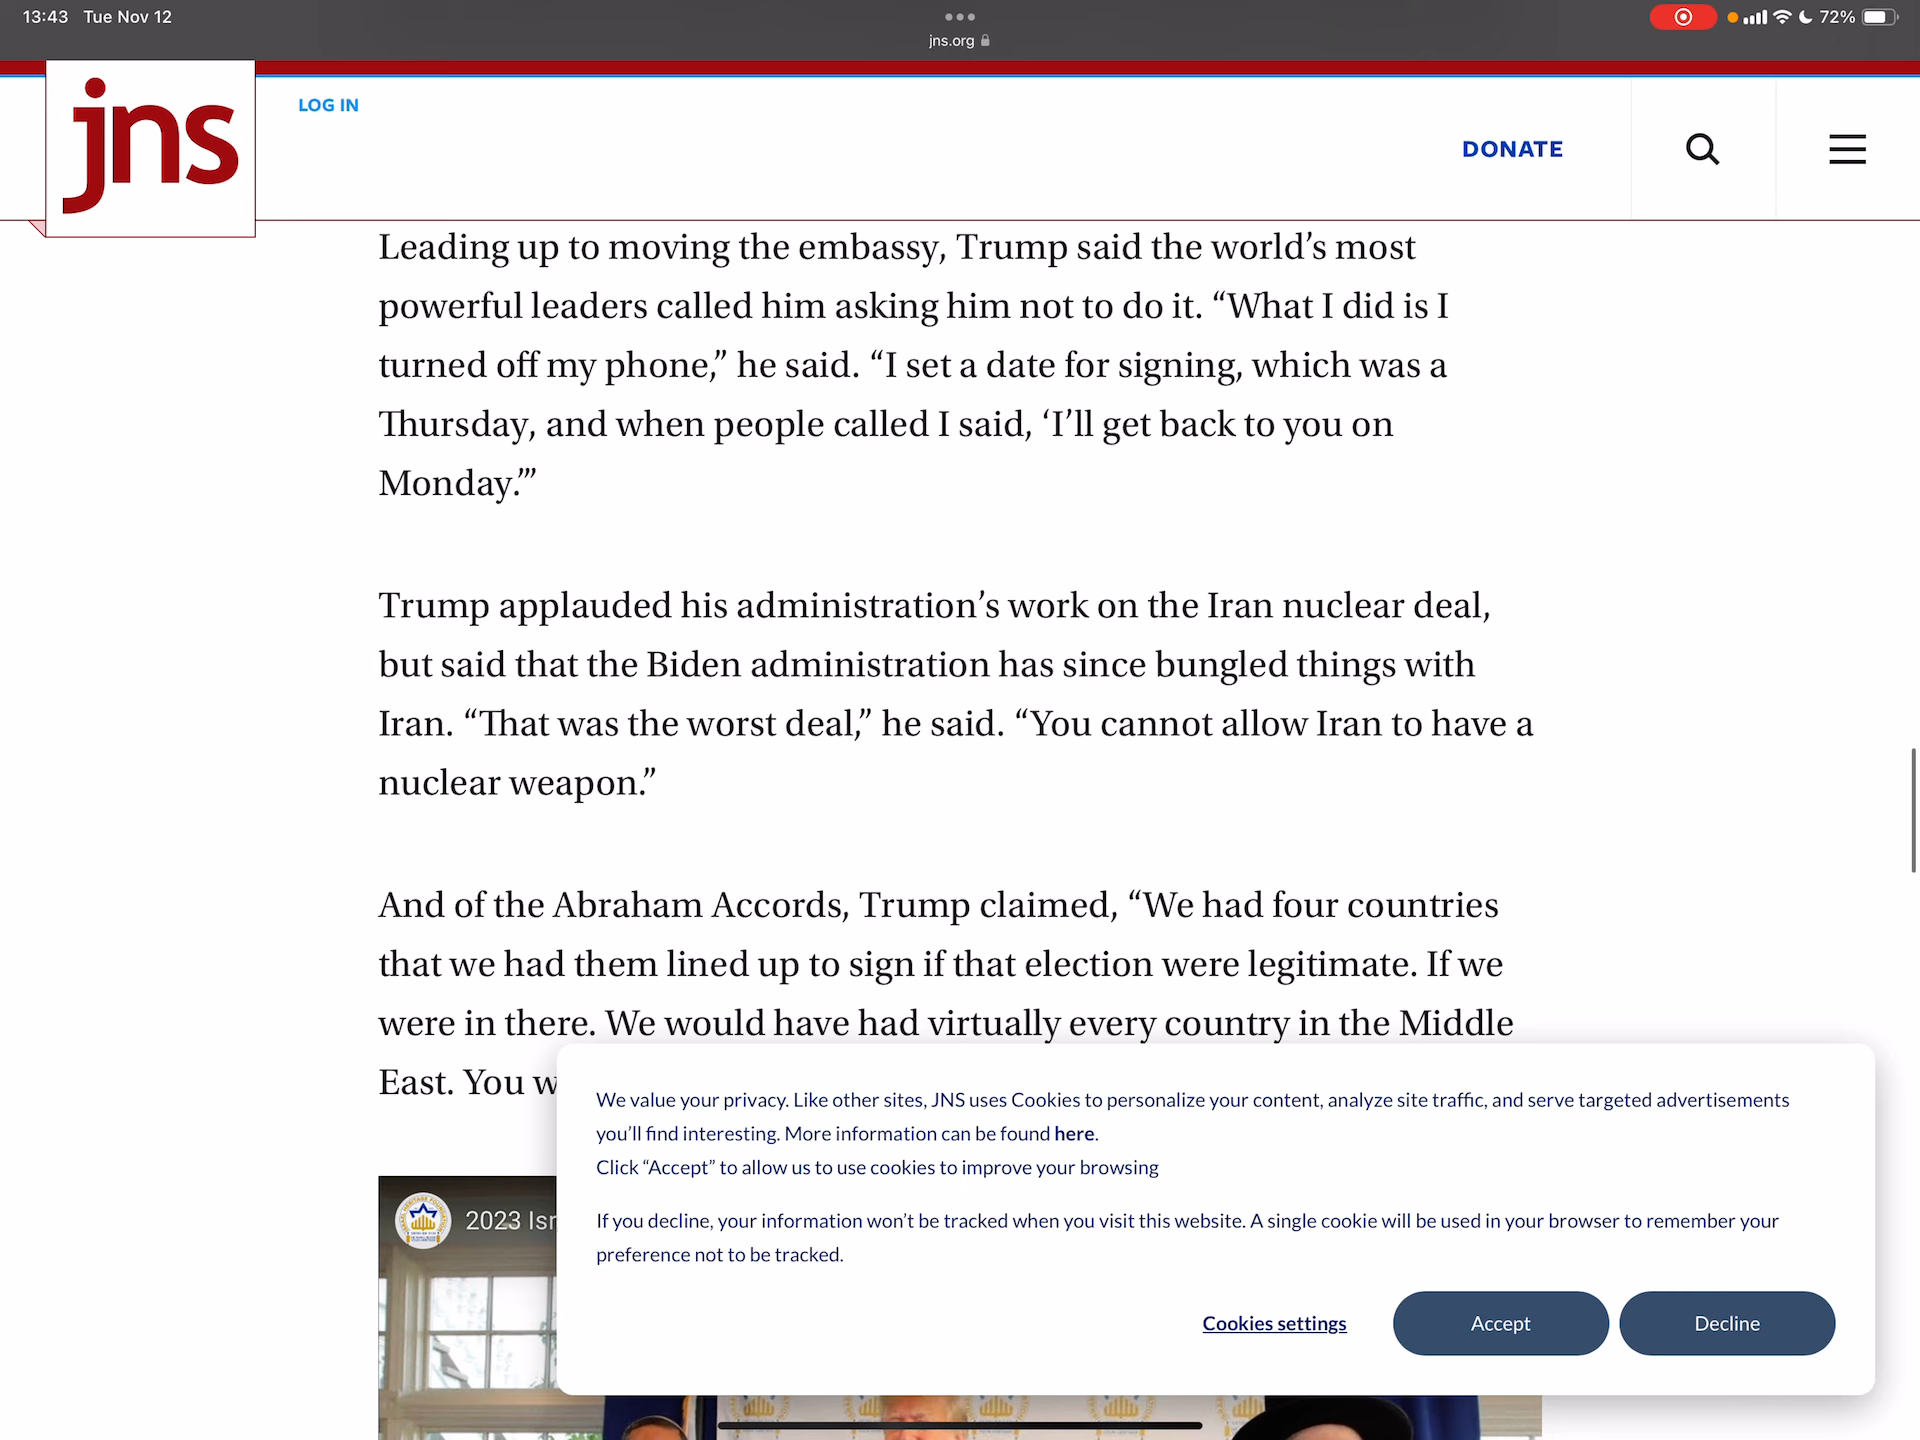 13:43 Tue Nov 12
jns.org
72%
jns
LOG IN
DONATE
Leading up to moving the embassy, Trump said the world’s most
powerful leaders called him asking him not to do it. “What I did is I
turned off my phone,” he said. “I set a date for signing, which was a
Thursday, and when people called I said, ‘I’ll get back to you on
Monday.’”
Trump applauded his administration’s work on the Iran nuclear deal,
but said that the Biden administration has since bungled things with
Iran. “That was the worst deal,” he said. “You cannot allow Iran to have a
nuclear weapon.”
And of the Abraham Accords, Trump claimed, “We had four countries
that we had them lined up to sign if that election were legitimate. If we
were in there. We would have had virtually every country in the Middle
East. You
We value your privacy. Like other sites, JNS uses Cookies to personalize your content, analyze site traffic, and serve targeted advertisements
you’ll find interesting. More information can be found here.
Click “Accept” to allow us to use cookies to improve your browsing
2023
If you decline, your information won’t be tracked when you visit this website. A single cookie will be used in your browser to remember your
preference not to be tracked.
Cookies settings
Accept
Decline